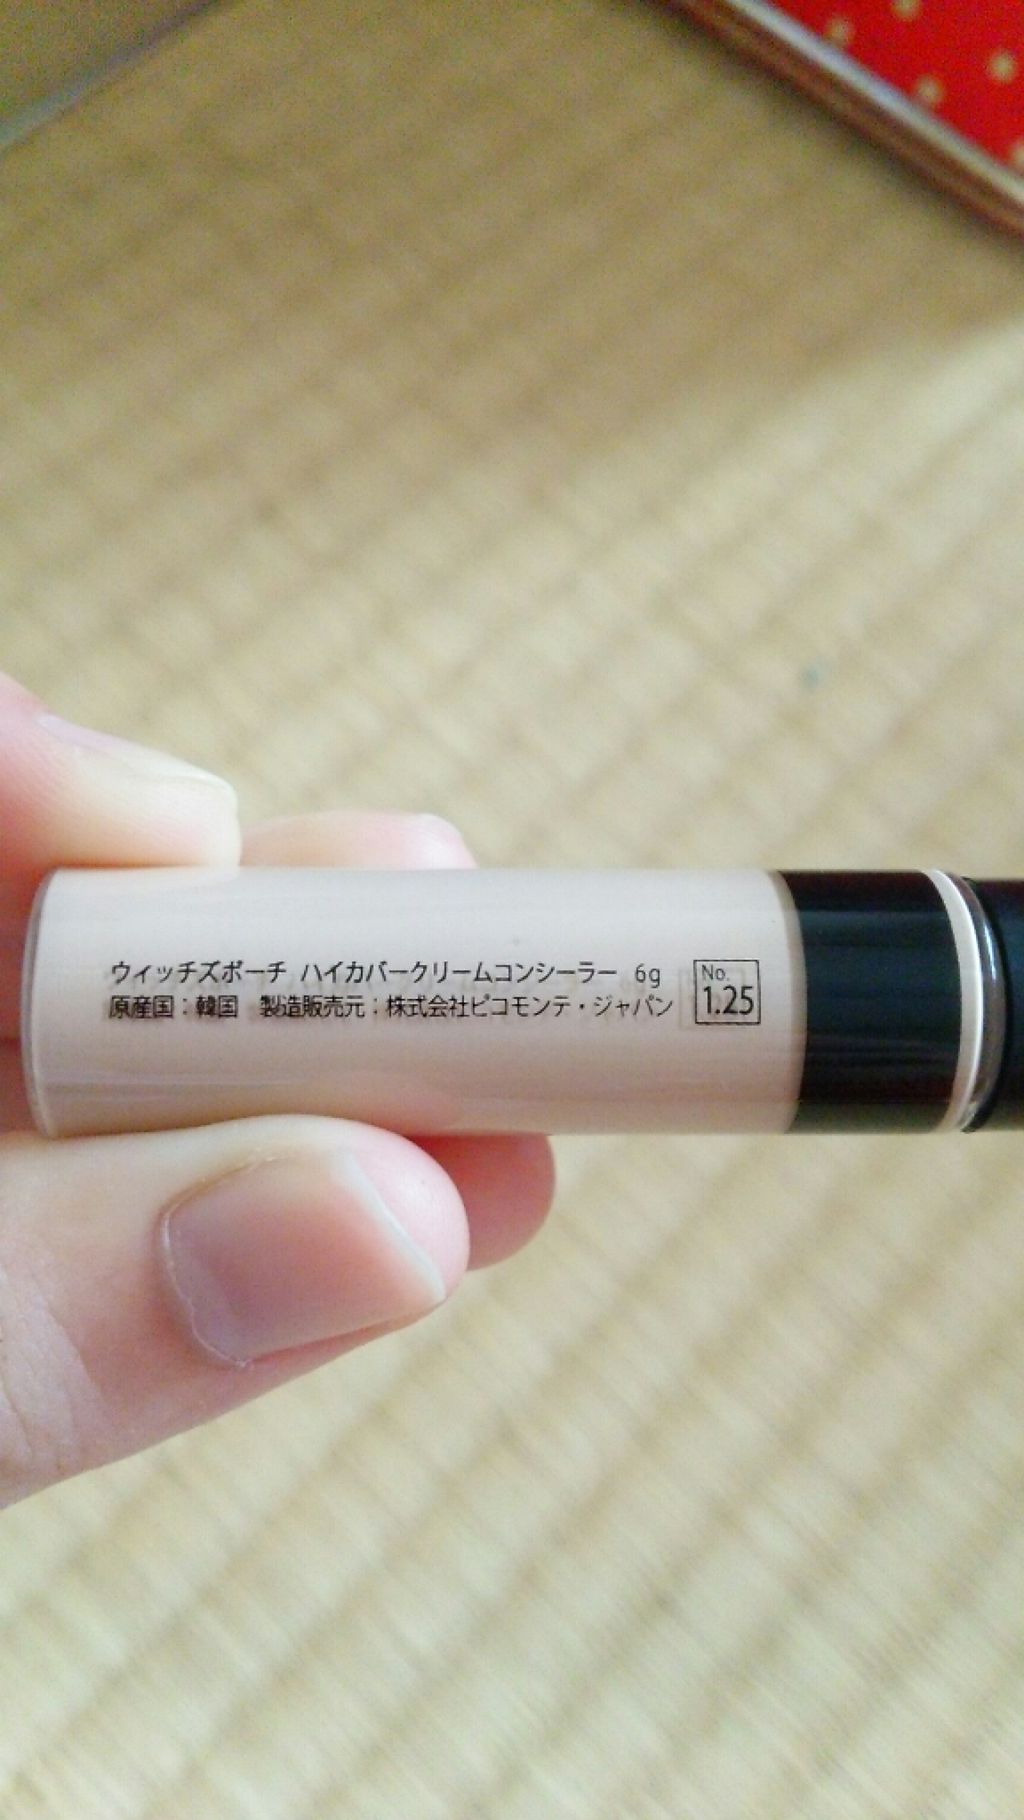 ウィッチズポーチ ハイカバークリームコンシーラー 6g
原産国：韓国 製造販売元：株式会社ピコモンテ・ジャパン
No.
1.25